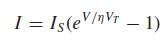 I = I_S(e^{V/ηV_T} − 1)